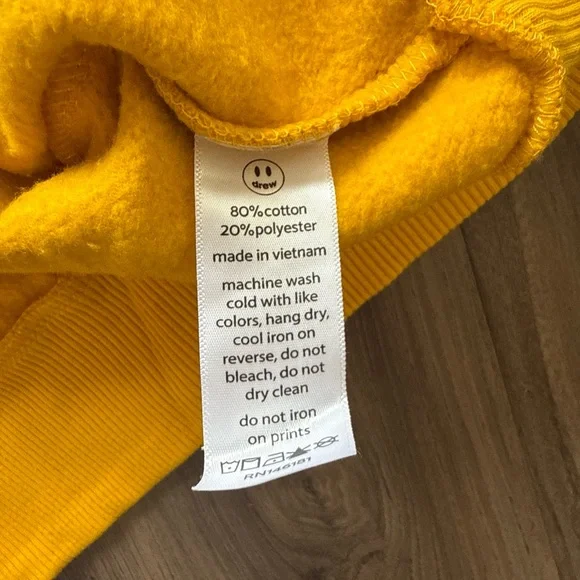 drew
80%cotton
20%polyester
made in vietnam
machine wash
cold with like
colors, hang dry,
cool iron on
reverse, do not
bleach, do not
dry clean
do not iron
on prints
RN146181